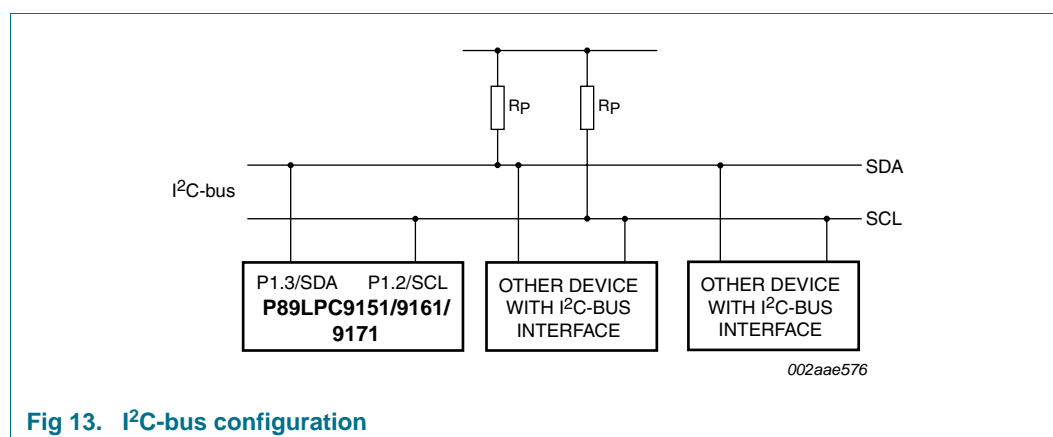 RP RP
SDA
I²C-bus
SCL
P1.3/SDA P1.2/SCL
P89LPC9151/9161/
9171
OTHER DEVICE
WITH I²C-BUS
INTERFACE
OTHER DEVICE
WITH I²C-BUS
INTERFACE
002aae576
Fig 13. I²C-bus configuration